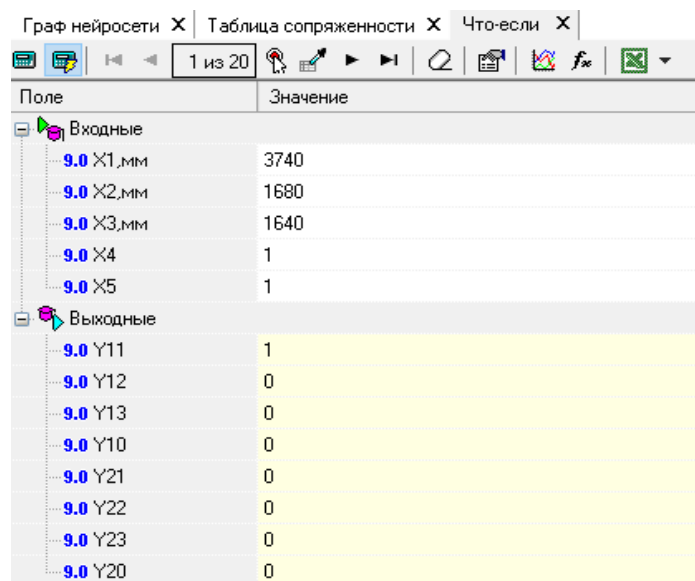 Граф нейросети X Таблица сопряженности X Что-если X
1 из 20 fx
Поле Значение
Входные
9.0 X1,мм 3740
9.0 X2,мм 1680
9.0 X3,мм 1640
9.0 X4 1
9.0 X5 1
Выходные
9.0 Y11 1
9.0 Y12 0
9.0 Y13 0
9.0 Y10 0
9.0 Y21 0
9.0 Y22 0
9.0 Y23 0
9.0 Y20 0